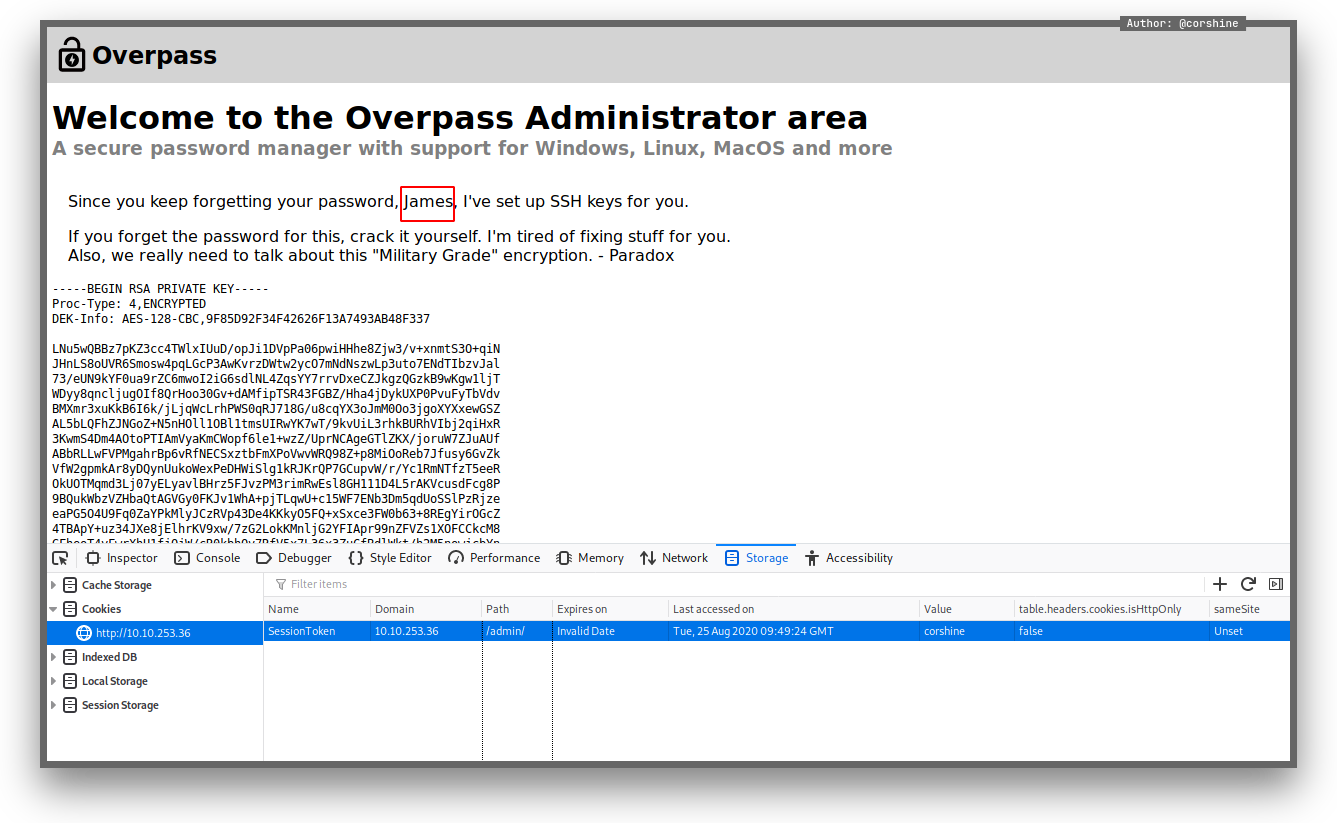 Author: @corshine
Overpass
Welcome to the Overpass Administrator area
A secure password manager with support for Windows, Linux, MacOS and more
Since you keep forgetting your password, James, I've set up SSH keys for you.
If you forget the password for this, crack it yourself. I'm tired of fixing stuff for you.
Also, we really need to talk about this "Military Grade" encryption. - Paradox
-----BEGIN RSA PRIVATE KEY-----
Proc-Type: 4,ENCRYPTED
DEK-Info: AES-128-CBC,9F85D92F34F42626F13A7493AB48F337
LNu5wQBBz7pKZ3cc4TWlxIUuD/opJi1DVpPa06pwiHHhe8Zjw3/v+xnmtS3O+qiN
JHnLS8oUVR6Smosw4pqLGcP3AwKvrzDWtw2ycO7mNdNszwLp3uto7ENdTIbzvJal
73/eUN9kYF0ua9rZC6mwoI2iG6sdlNL4ZqsYY7rrvDxeCZJkgzQGzkB9wKgw1ljT
WDyy8qncljugOIf8QrHoo30Gv+dAMfipTSR43FGBZ/Hha4jDykUXP0PvuFyTbVdv
BMXmr3xuKkB6I6k/jLjqWcLrhPWS0qRJ718G/u8cqYX3oJmM0Oo3jgoXYXxewGSZ
AL5bLQFhZJNGoZ+N5nHOll1OBl1tmsUIRwYK7wT/9kvUiL3rhkBURhVIbj2qiHxR
3KwmS4Dm4AOtoPTIAmVyaKmCWopf6le1+wzZ/UprNCAgeGTlZKX/joruW7ZJuAUf
ABbRLLwFVPMgahrBp6vRfNECSxztbFmXPoVwvWRQ98Z+p8MiOoReb7Jfusy6GvZk
VfW2gpmkAr8yDQynUukoWexPeDHWiSlg1kRJKrQP7GCupvW/r/Yc1RmNTfzT5eeR
OkUOTMqmd3Lj07yELyavlBHrz5FJvzPM3rimRwEsl8GH111D4L5rAKVcusdFcg8P
9BQukWbzVZHbaQtAGVGy0FKJv1WhA+pjTLqwU+c15WF7ENb3Dm5qdUoSSlPzRjze
eaPG5O4U9Fq0ZaYPkMlyJCzRVp43De4KKkyO5FQ+xSxce3FW0b63+8REgYirOGcZ
4TBApY+uz34JXe8jElhrKV9xw/7zG2LokKMnljG2YFIApr99nZFVZs1XOFCCkcM8
Inspector Console Debugger Style Editor Performance Memory Network Storage Accessibility
Cache Storage Filter items
Cookies Name Domain Path Expires on Last accessed on Value table.headers.cookies.isHttpOnly sameSite
http://10.10.253.36 SessionToken 10.10.253.36 /admin/ Invalid Date Tue, 25 Aug 2020 09:49:24 GMT corshine false Unset
Indexed DB
Local Storage
Session Storage